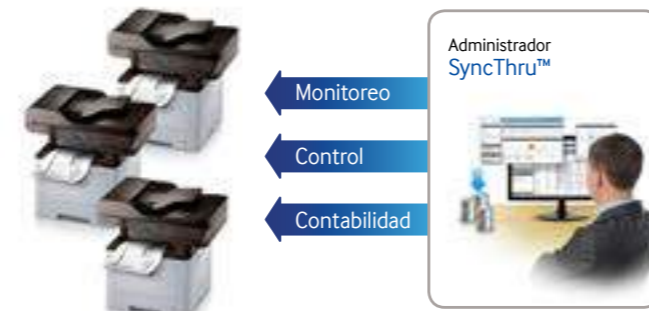 Administrador
SyncThru™
Monitoreo
Control
Contabilidad